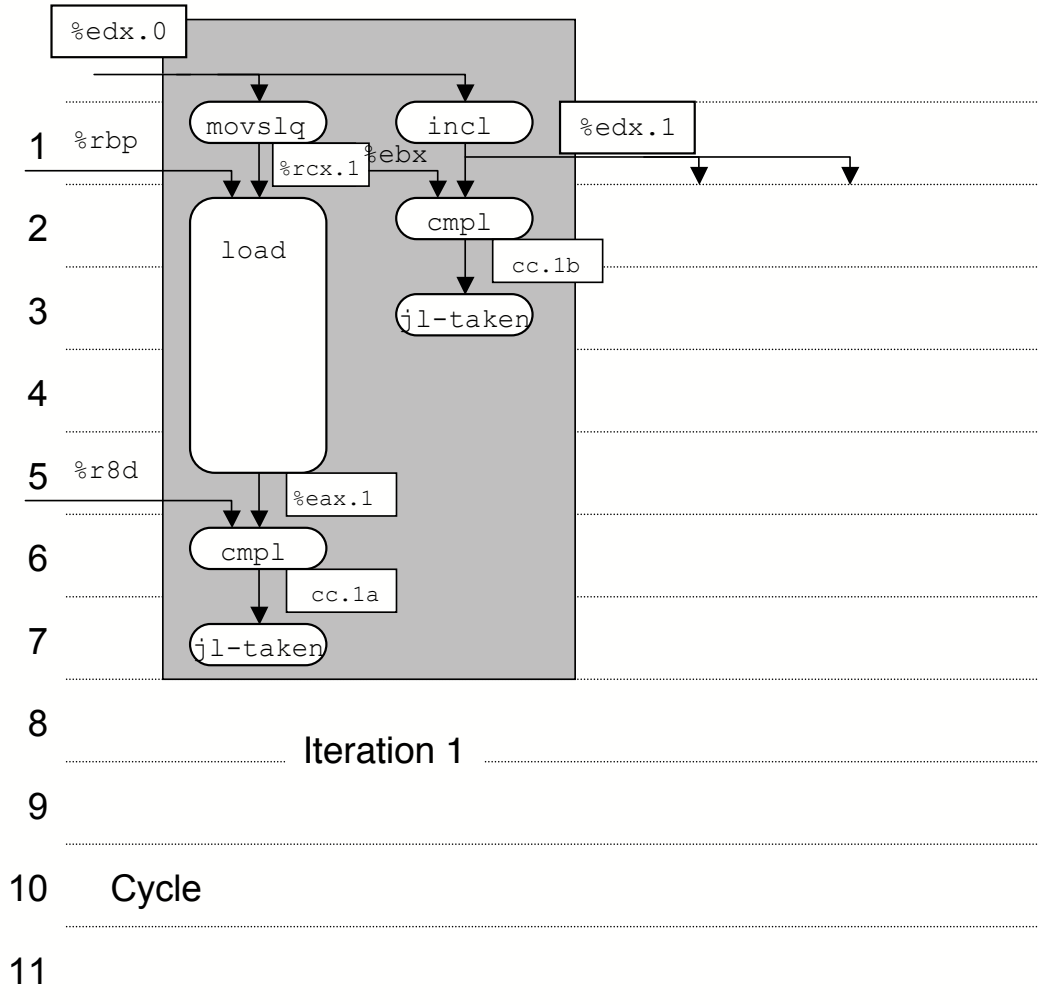 %edx.0
movslq
incl
%edx.1
1
%rbp
%rcx.1
%ebx
2
load
cmpl
cc.1b
3
jl-taken
4
5
%r8d
%eax.1
6
cmpl
cc.1a
7
jl-taken
8
Iteration 1
9
10
Cycle
11